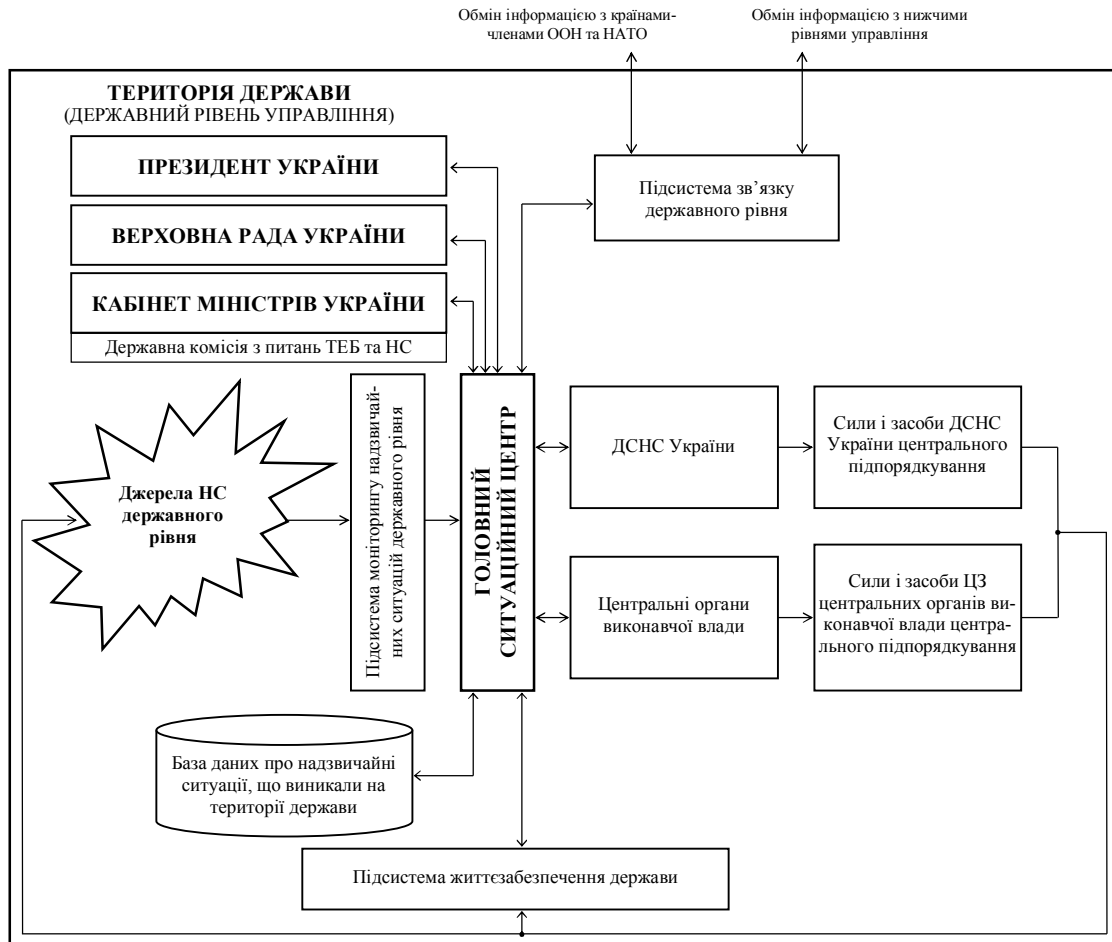 Обмін інформацією з країнами-
членами ООН та НАТО
Обмін інформацією з нижчими
рівнями управління
ТЕРИТОРІЯ ДЕРЖАВИ
(ДЕРЖАВНИЙ РІВЕНЬ УПРАВЛІННЯ)
ПРЕЗИДЕНТ УКРАЇНИ
ВЕРХОВНА РАДА УКРАЇНИ
КАБІНЕТ МІНІСТРІВ УКРАЇНИ
Державна комісія з питань ТЕБ та НС
Підсистема зв’язку
державного рівня
Джерела НС
державного
рівня
Підсистема моніторингу надзвичай-
них ситуацій державного рівня
ГОЛОВНИЙ
СИТУАЦІЙНИЙ ЦЕНТР
ДСНС України
Сили і засоби ДСНС
України центрального
підпорядкування
Центральні органи
виконавчої влади
Сили і засоби ЦЗ
центральних органів ви-
конавчої влади центра-
льного підпорядкування
База даних про надзвичайні
ситуації, що виникали на
території держави
Підсистема життєзабезпечення держави